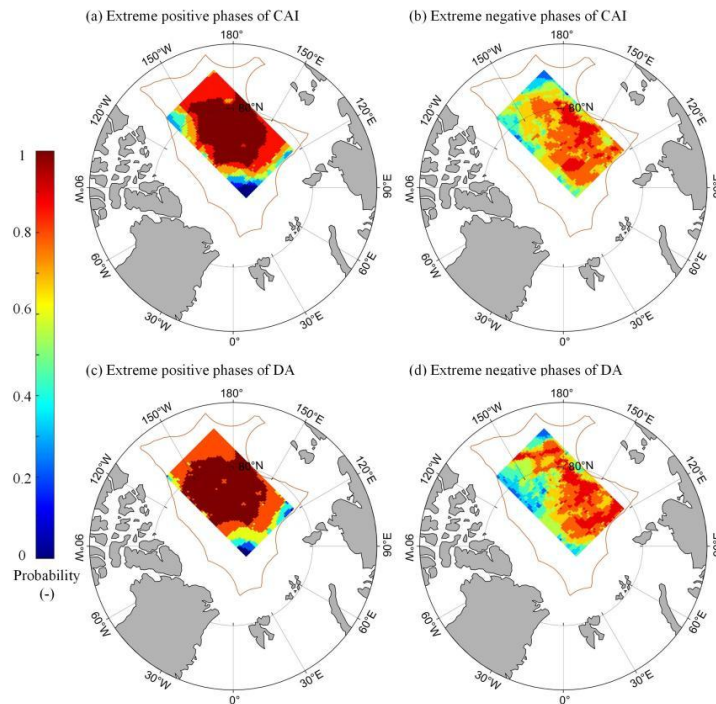 (a) Extreme positive phases of CAI
(b) Extreme negative phases of CAI
180°
150°W
150°E
120°W
120°E
80°N
90°W
90°E
60°W
60°E
30°W
30°E
0°
180°
150°W
150°E
120°W
120°E
80°N
90°W
90°E
60°W
60°E
30°W
30°E
0°
1
0.8
0.6
0.4
0.2
0
Probability
(-)
(c) Extreme positive phases of DA
(d) Extreme negative phases of DA
180°
150°W
150°E
120°W
120°E
80°N
90°W
90°E
60°W
60°E
30°W
30°E
0°
180°
150°W
150°E
120°W
120°E
80°N
90°W
90°E
60°W
60°E
30°W
30°E
0°